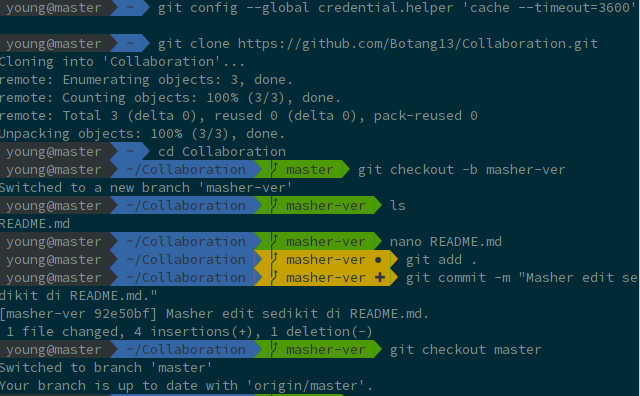 young@master ~ git config --global credential.helper 'cache --timeout=3600'
young@master ~ git clone https://github.com/Botang13/Collaboration.git
Cloning into 'Collaboration'...
remote: Enumerating objects: 3, done.
remote: Counting objects: 100% (3/3), done.
remote: Total 3 (delta 0), reused 0 (delta 0), pack-reused 0
Unpacking objects: 100% (3/3), done.
young@master ~ cd Collaboration
young@master ~/Collaboration master git checkout -b masher-ver
Switched to a new branch 'masher-ver'
young@master ~/Collaboration masher-ver ls
README.md
young@master ~/Collaboration masher-ver nano README.md
young@master ~/Collaboration masher-ver ● git add .
young@master ~/Collaboration masher-ver ✚ git commit -m "Masher edit se
dikit di README.md."
[masher-ver 92e50bf] Masher edit sedikit di README.md.
1 file changed, 4 insertions(+), 1 deletion(-)
young@master ~/Collaboration masher-ver git checkout master
Switched to branch 'master'
Your branch is up to date with 'origin/master'.